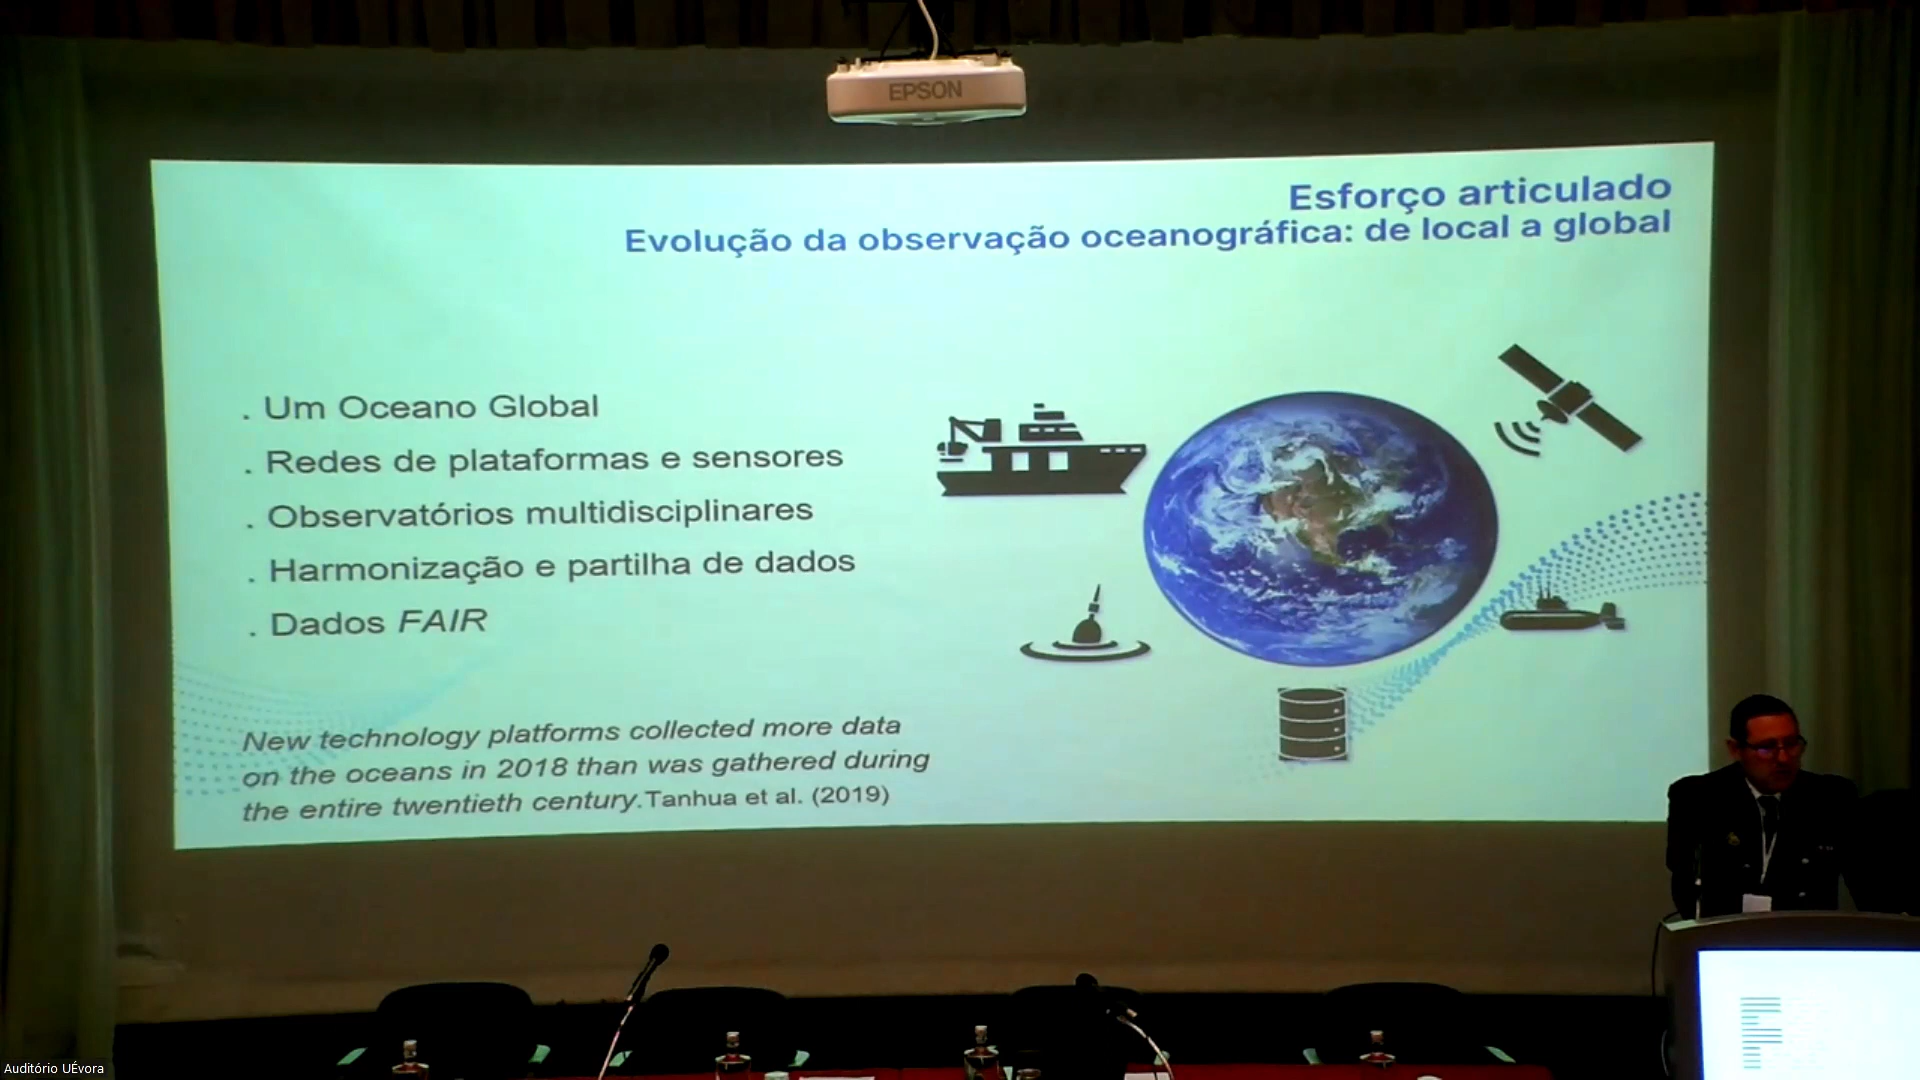 EPSON
Esforço articulado
Evolução da observação oceanográfica: de local a global
. Um Oceano Global
. Redes de plataformas e sensores
. Observatórios multidisciplinares
. Harmonização e partilha de dados
. Dados FAIR
New technology platforms collected more data
on the oceans in 2018 than was gathered during
the entire twentieth century.Tanhua et al. (2019)
Auditório UÉvora